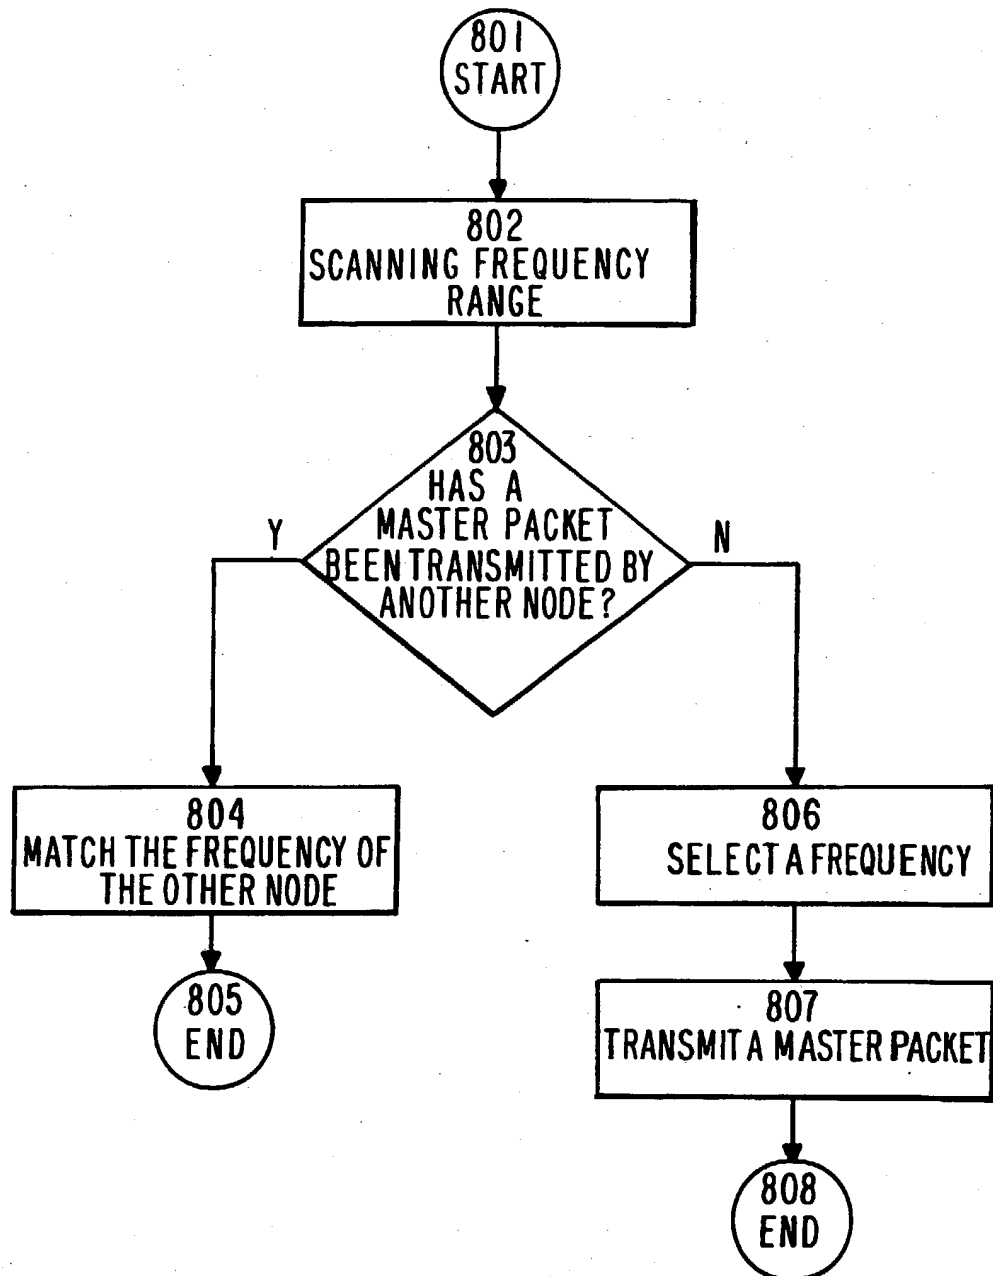 801
START
802
SCANNING FREQUENCY
RANGE
803
HAS A
MASTER PACKET
BEEN TRANSMITTED BY
ANOTHER NODE?
Y
N
804
MATCH THE FREQUENCY OF
THE OTHER NODE
805
END
806
SELECT A FREQUENCY
807
TRANSMIT A MASTER PACKET
808
END